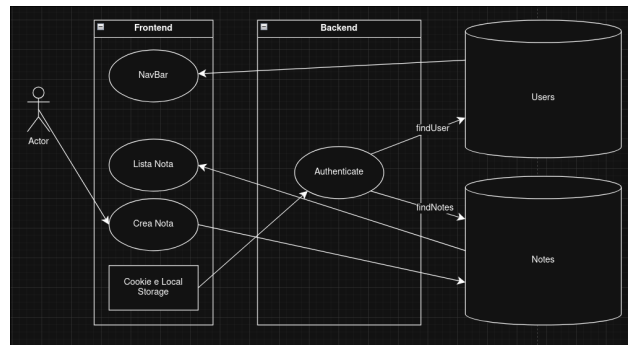 Frontend
Backend
NavBar
Users
findUser
Actor
Lista Nota
Authenticate
findNotes
Crea Nota
Notes
Cookie e Local
Storage